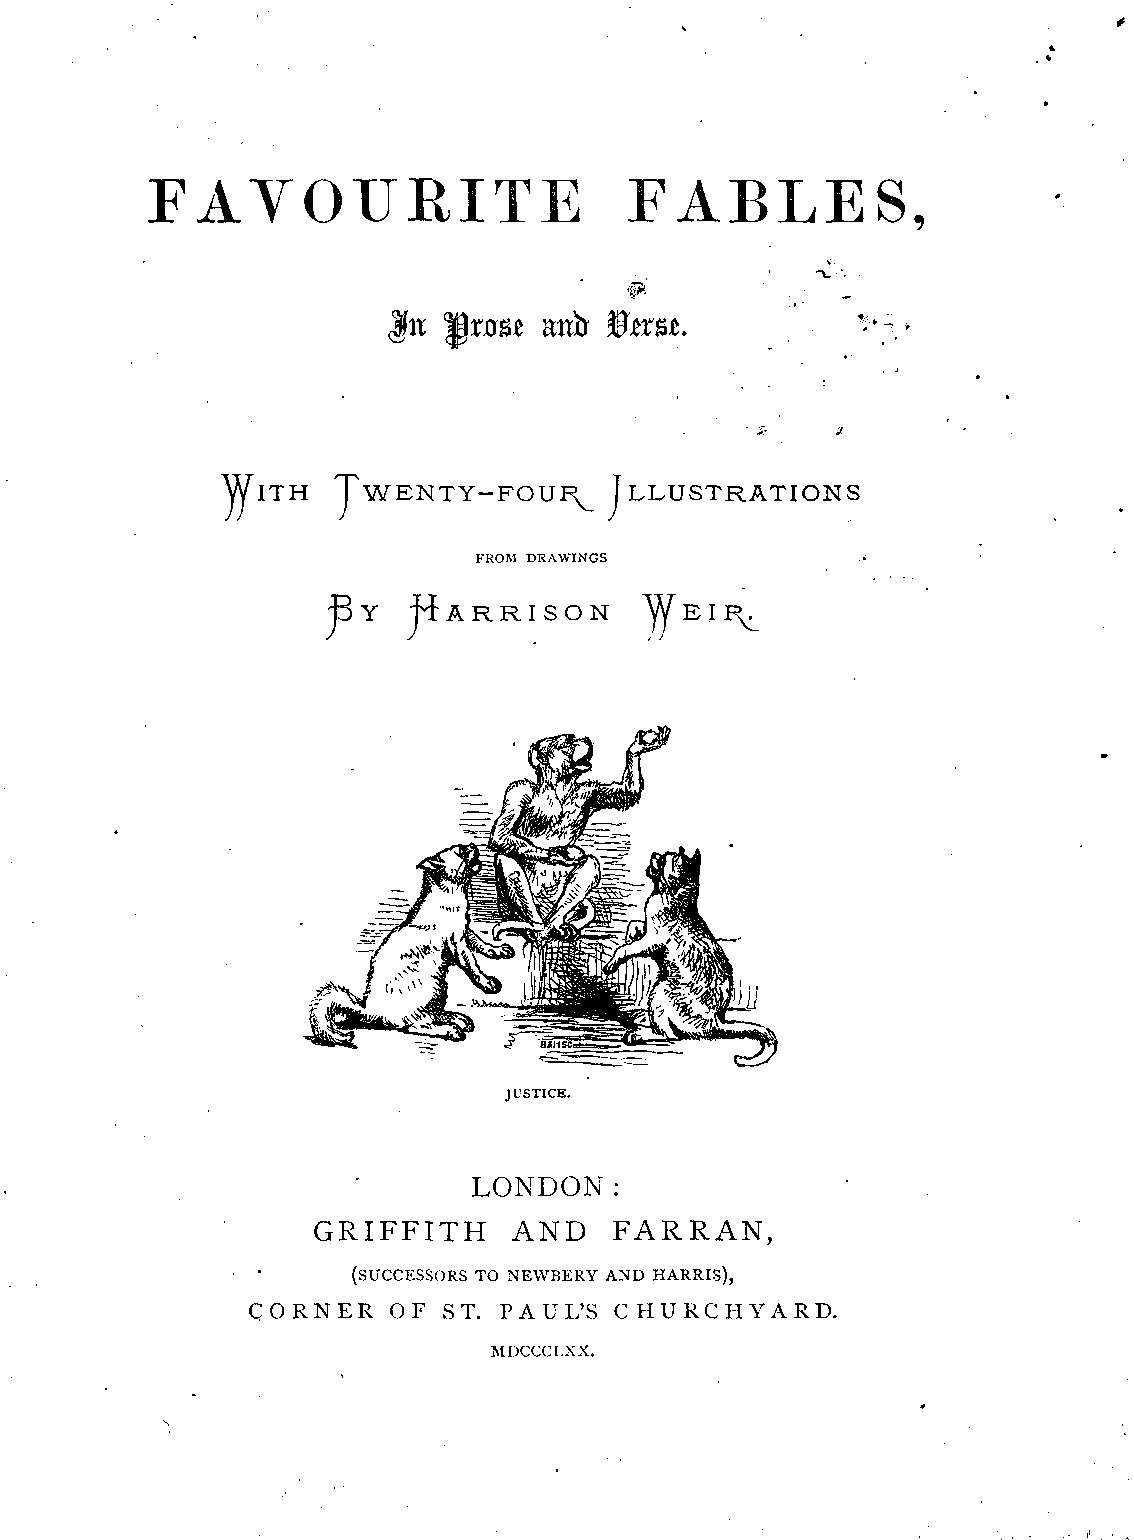 FAVOURITE FABLES,
In Prose and Verse.
WITH TWENTY-FOUR ILLUSTRATIONS
FROM DRAWINGS
BY HARRISON WEIR.
JUSTICE.
LONDON:
GRIFFITH AND FARRAN,
(SUCCESSORS TO NEWBERY AND HARRIS),
CORNER OF ST. PAUL'S CHURCHYARD.
MDCCCLXX.